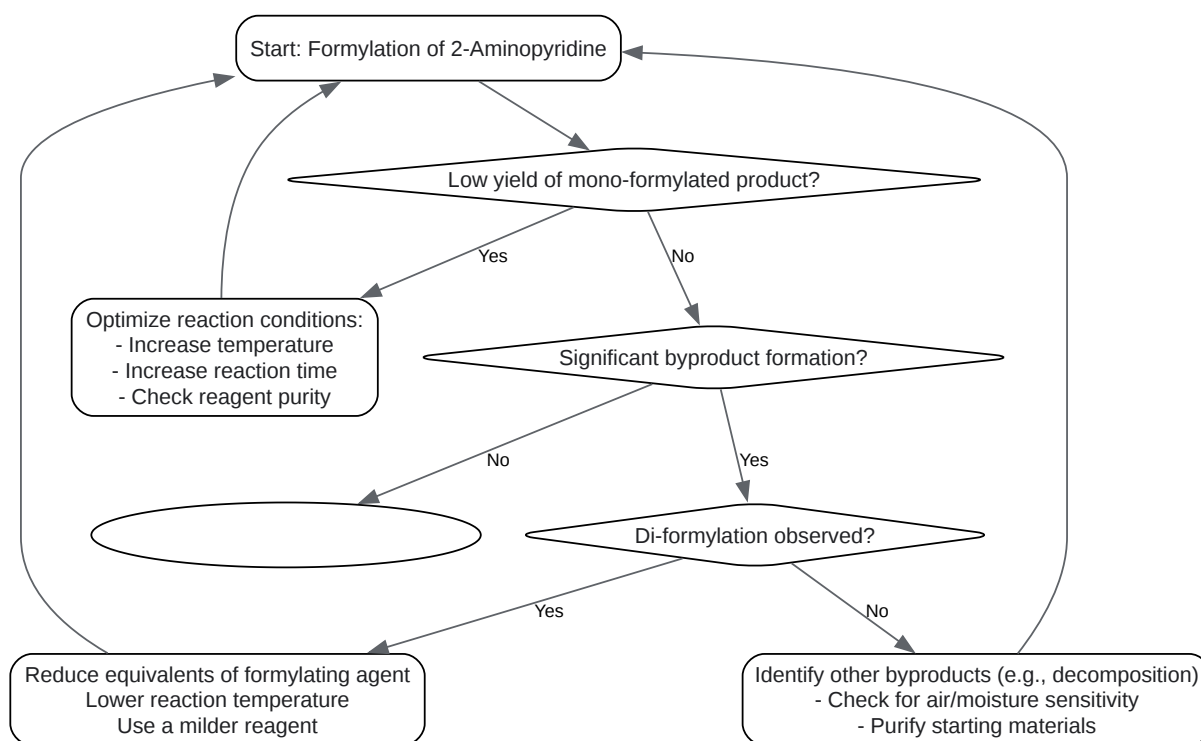 Start: Formylation of 2-Aminopyridine
Low yield of mono-formylated product?
Yes
No
Optimize reaction conditions:
- Increase temperature
- Increase reaction time
- Check reagent purity
Significant byproduct formation?
No
Yes
Di-formylation observed?
Yes
No
Reduce equivalents of formylating agent
Lower reaction temperature
Use a milder reagent
Identify other byproducts (e.g., decomposition)
- Check for air/moisture sensitivity
- Purify starting materials